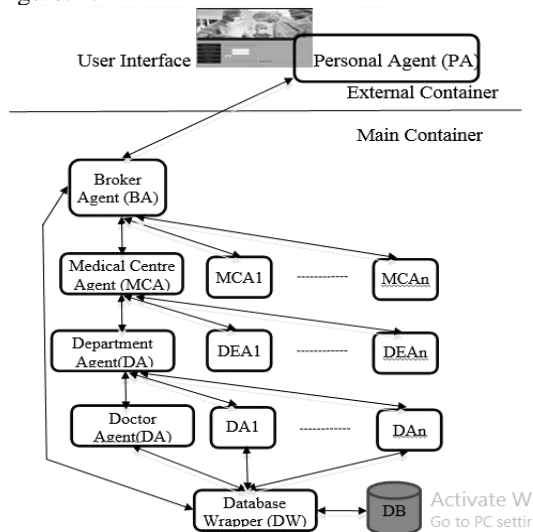 User Interface
Personal Agent (PA)
External Container
Main Container
Broker
Agent (BA)
Medical Centre
Agent (MCA)
MCA1
MCAn
Department
Agent(DA)
DEA1
DEAn
Doctor
Agent(DA)
DA1
DAn
Database
Wrapper (DW)
DB
Activate W
Go to PC settin